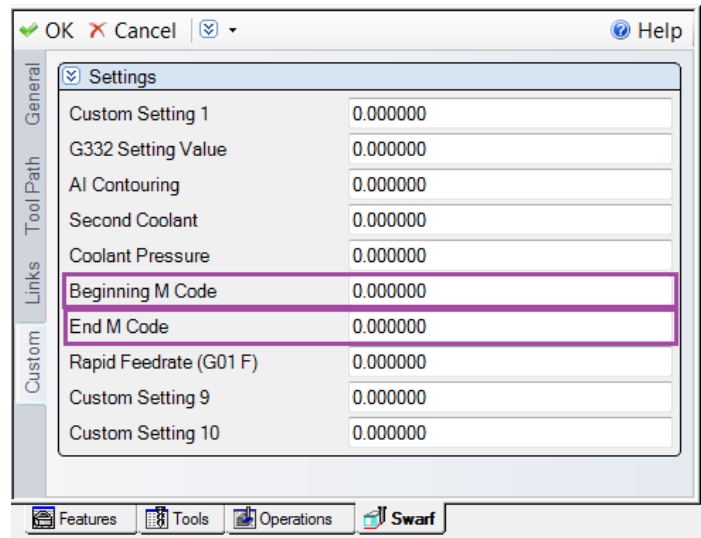 OK Cancel Help
General
Tool Path
Links
Custom
Settings
Custom Setting 1 0.000000
G332 Setting Value 0.000000
AI Contouring 0.000000
Second Coolant 0.000000
Coolant Pressure 0.000000
Beginning M Code 0.000000
End M Code 0.000000
Rapid Feedrate (G01 F) 0.000000
Custom Setting 9 0.000000
Custom Setting 10 0.000000
Features Tools Operations Swarf